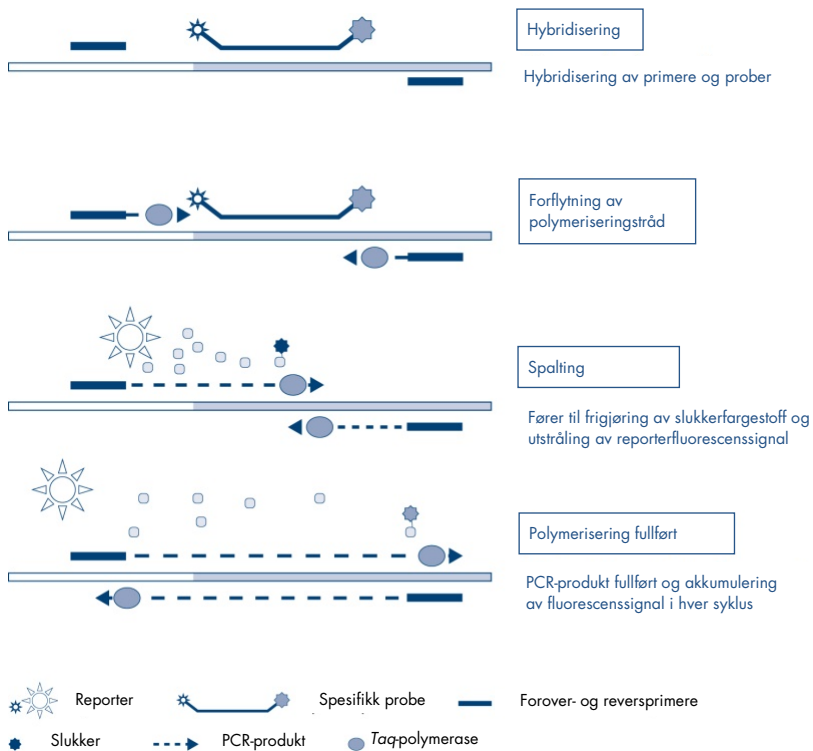 Hybridisering
Hybridisering av primere og prober
Forflytning av
polymeriseringstråd
Spalting
Fører til frigjøring av slukkerfargestoff og
utstråling av reporterfluorescenssignal
Polymerisering fullført
PCR-produkt fullført og akkumulering
av fluorescenssignal i hver syklus
Reporter
Spesifikk probe
Forover- og reversprimere
Slukker
PCR-produkt
Taq-polymerase